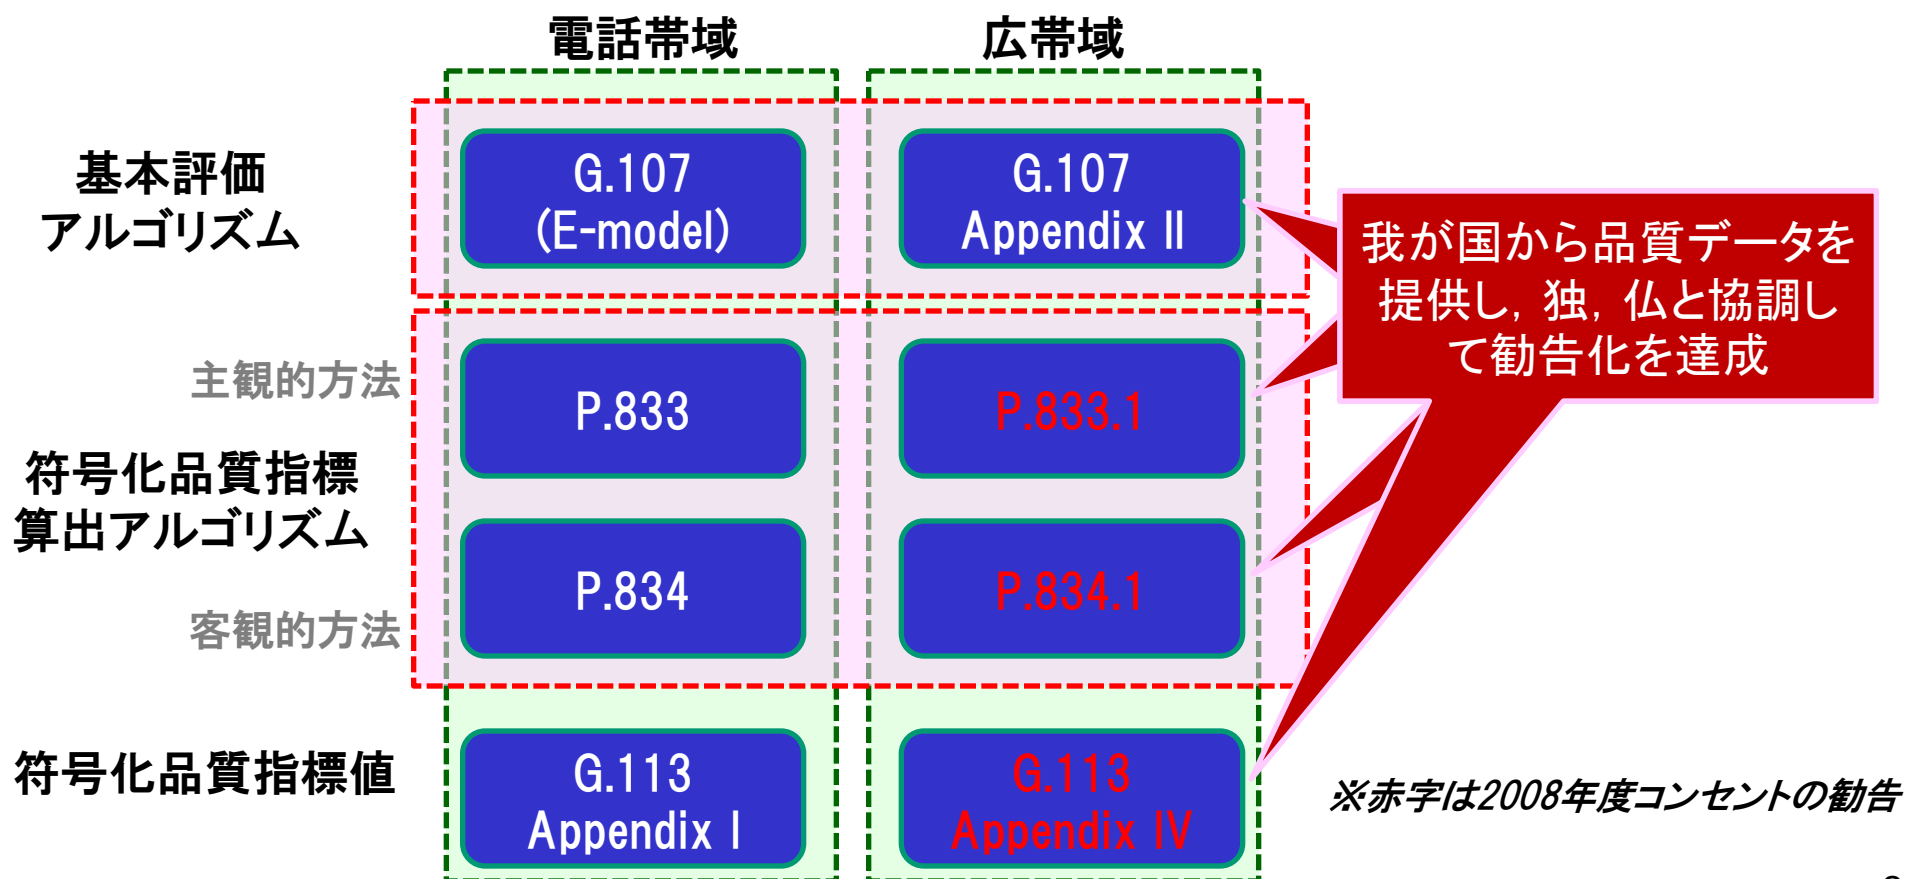 電話帯域
広帯域
基本評価
アルゴリズム
G.107
(E-model)
G.107
Appendix II
我が国から品質データを
提供し，独，仏と協調し
て勧告化を達成
主観的方法
P.833
P.833.1
符号化品質指標
算出アルゴリズム
P.834
P.834.1
客観的方法
符号化品質指標値
G.113
Appendix I
G.113
Appendix IV
※赤字は2008年度コンセントの勧告